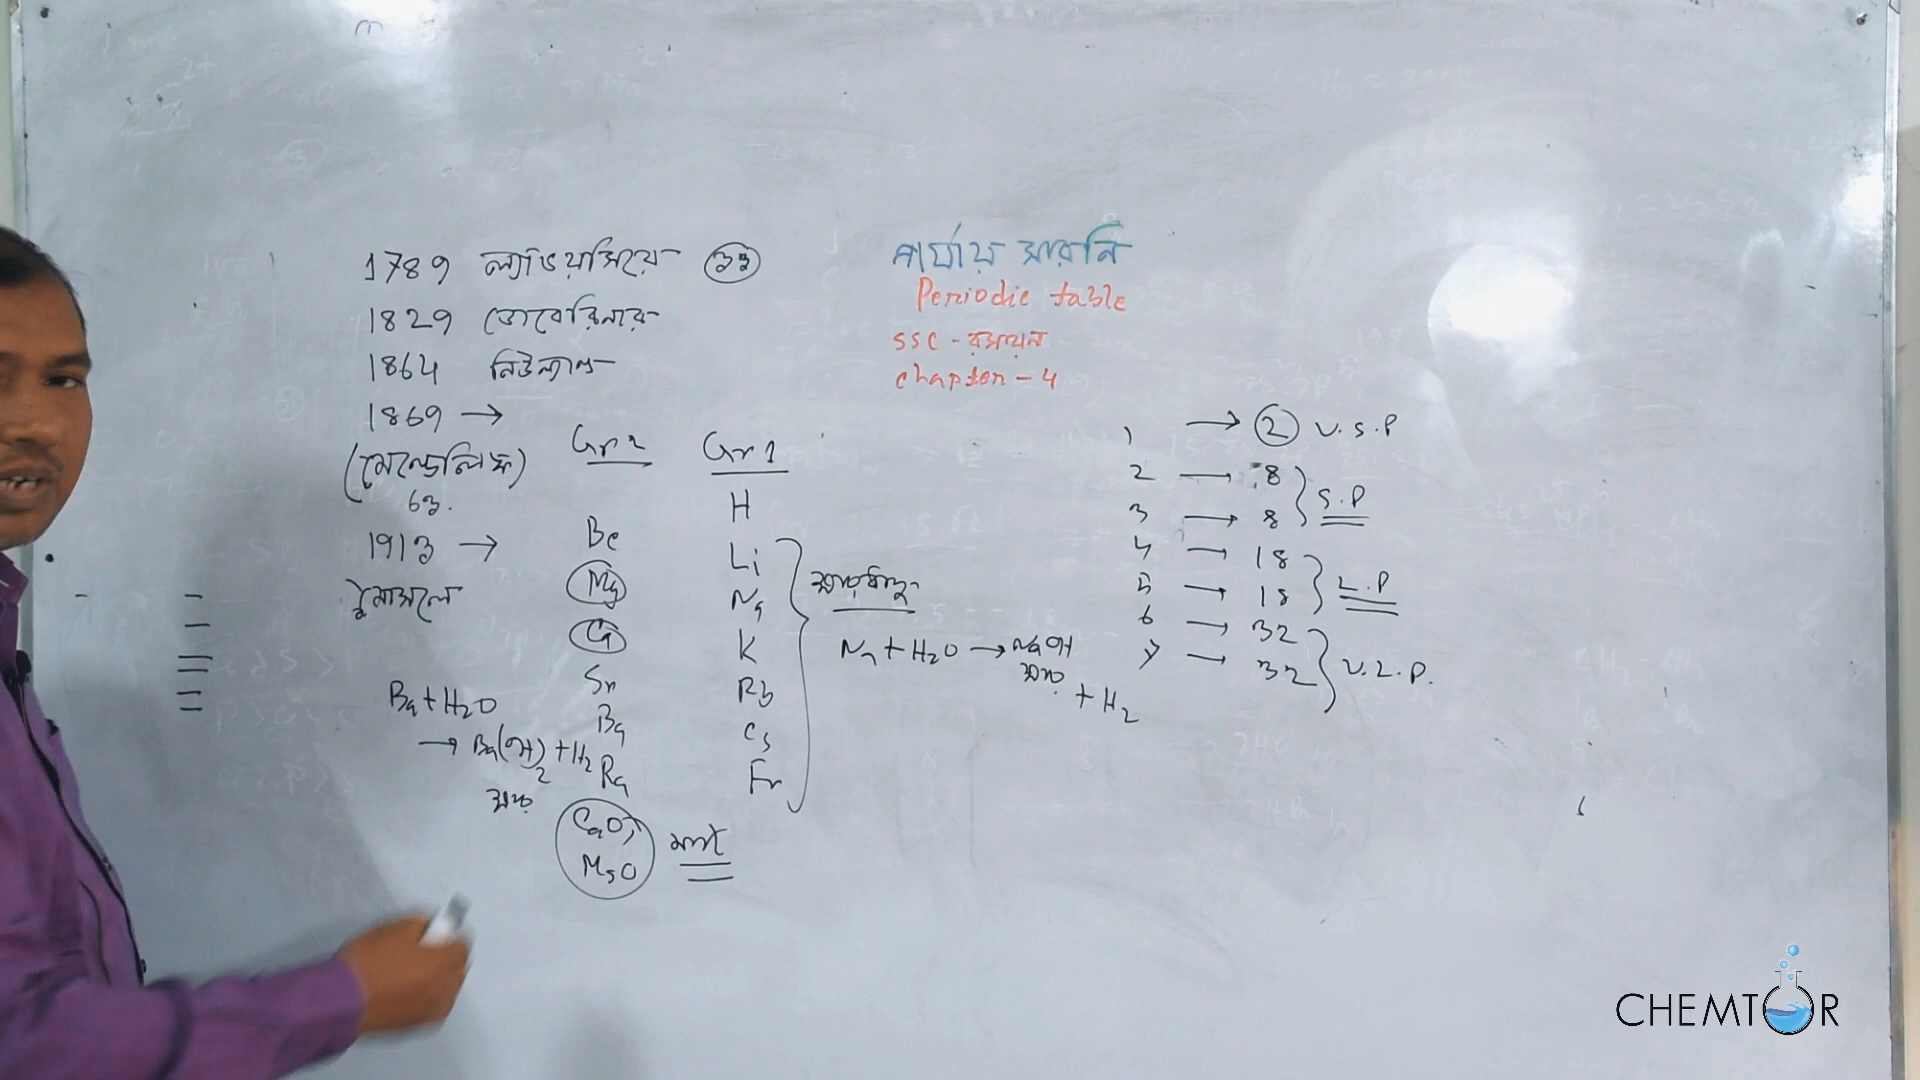 1789 ল্যাভয়সিয়ে ৩৩
1829 ডোবেরিনার
1864 নিউল্যান্ড
1869 →
(মেন্ডেলিফ)
63.
1913 →
মোসলে
পর্যায় সারনি
Periodic table
SSC - রসায়ন
chapter - 4
Gr 2
Be
Mg
Ca
Sr
Ba
Ra
CaO,
MgO
Gr 1
H
Li
Na
K
Rb
Cs
Fr
ক্ষারধাতু
Na + H2O → NaOH
ক্ষার
+ H2
Ba + H2O
→ Ba(OH)2 + H2
ক্ষার
1 → 2 V.S.P
2 → 8
3 → 8
S.P
4 → 18
5 → 18
L.P
6 → 32
7 → 32
V.L.P.
CHEMTOR